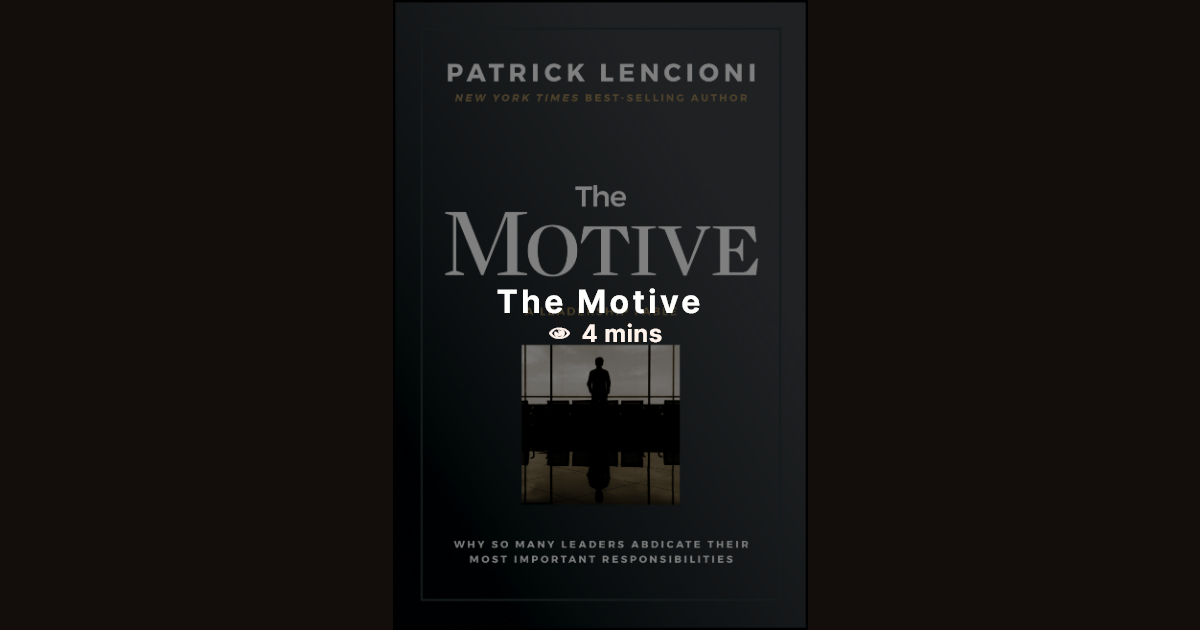 PATRICK LENCIONI
NEW YORK TIMES BEST-SELLING AUTHOR
The
MOTIVE
The Motive
4 mins
WHY SO MANY LEADERS ABDICATE THEIR
MOST IMPORTANT RESPONSIBILITIES